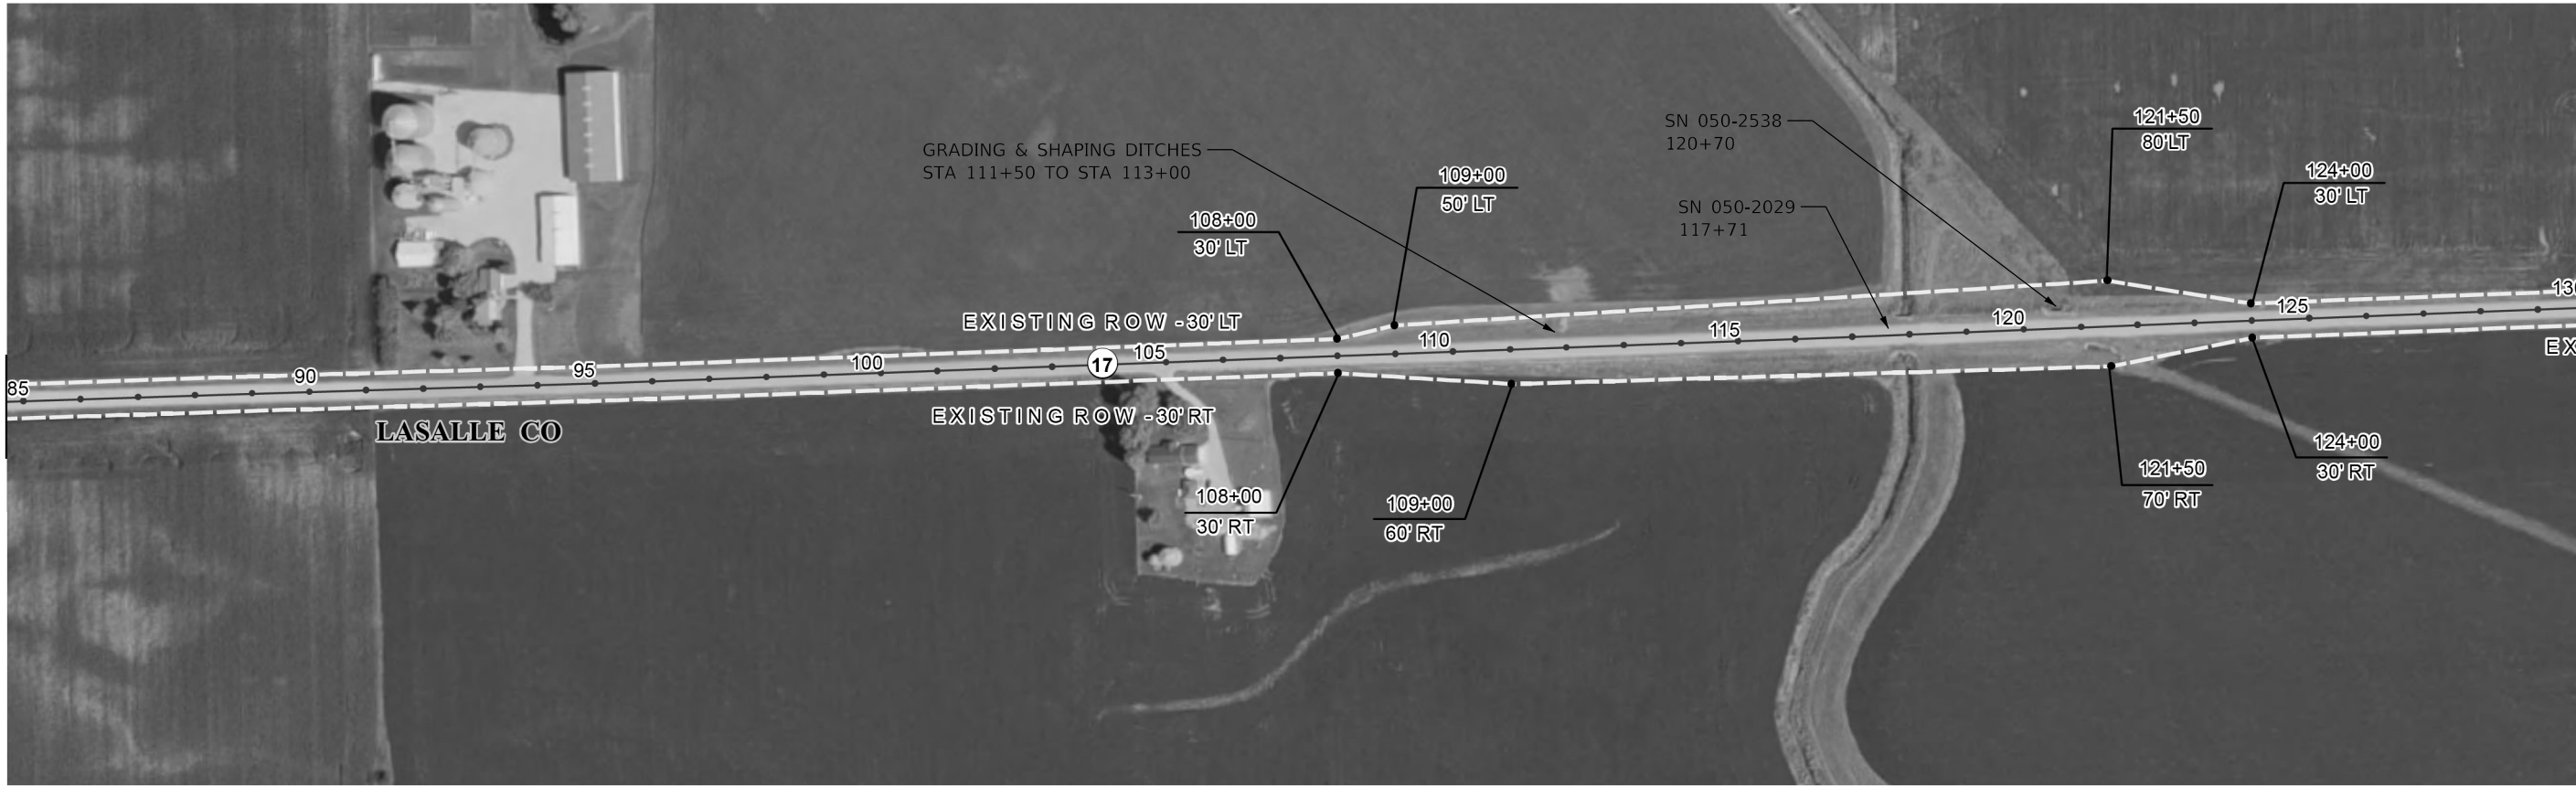 121+50
80'LT
SN 050-2538
120+70
GRADING & SHAPING DITCHES
STA 111+50 TO STA 113+00
124+00
30' LT
109+00
50' LT
SN 050-2029
117+71
108+00
30' LT
EXISTING ROW - 30' LT
85
90
95
100
17
105
110
115
120
125
130
EX
EXISTING ROW - 30' RT
LASALLE CO
124+00
30' RT
121+50
70' RT
108+00
30' RT
109+00
60' RT